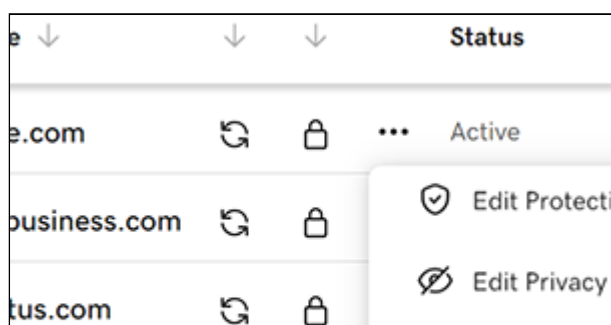 e Status
e.com Active
business.com Edit Protecti
Edit Privacy
tus.com